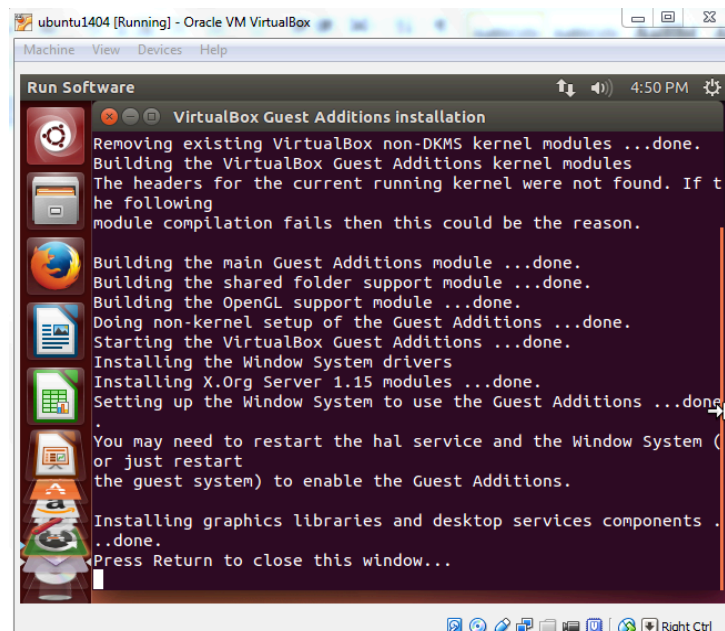 ubuntu1404 [Running] - Oracle VM VirtualBox
Machine View Devices Help
Run Software
4:50 PM
VirtualBox Guest Additions installation
Removing existing VirtualBox non-DKMS kernel modules ...done.
Building the VirtualBox Guest Additions kernel modules
The headers for the current running kernel were not found. If t
he following
module compilation fails then this could be the reason.
Building the main Guest Additions module ...done.
Building the shared folder support module ...done.
Building the OpenGL support module ...done.
Doing non-kernel setup of the Guest Additions ...done.
Starting the VirtualBox Guest Additions ...done.
Installing the Window System drivers
Installing X.Org Server 1.15 modules ...done.
Setting up the Window System to use the Guest Additions ...done
.
You may need to restart the hal service and the Window System (
or just restart
the guest system) to enable the Guest Additions.
Installing graphics libraries and desktop services components .
..done.
Press Return to close this window...
Right Ctrl